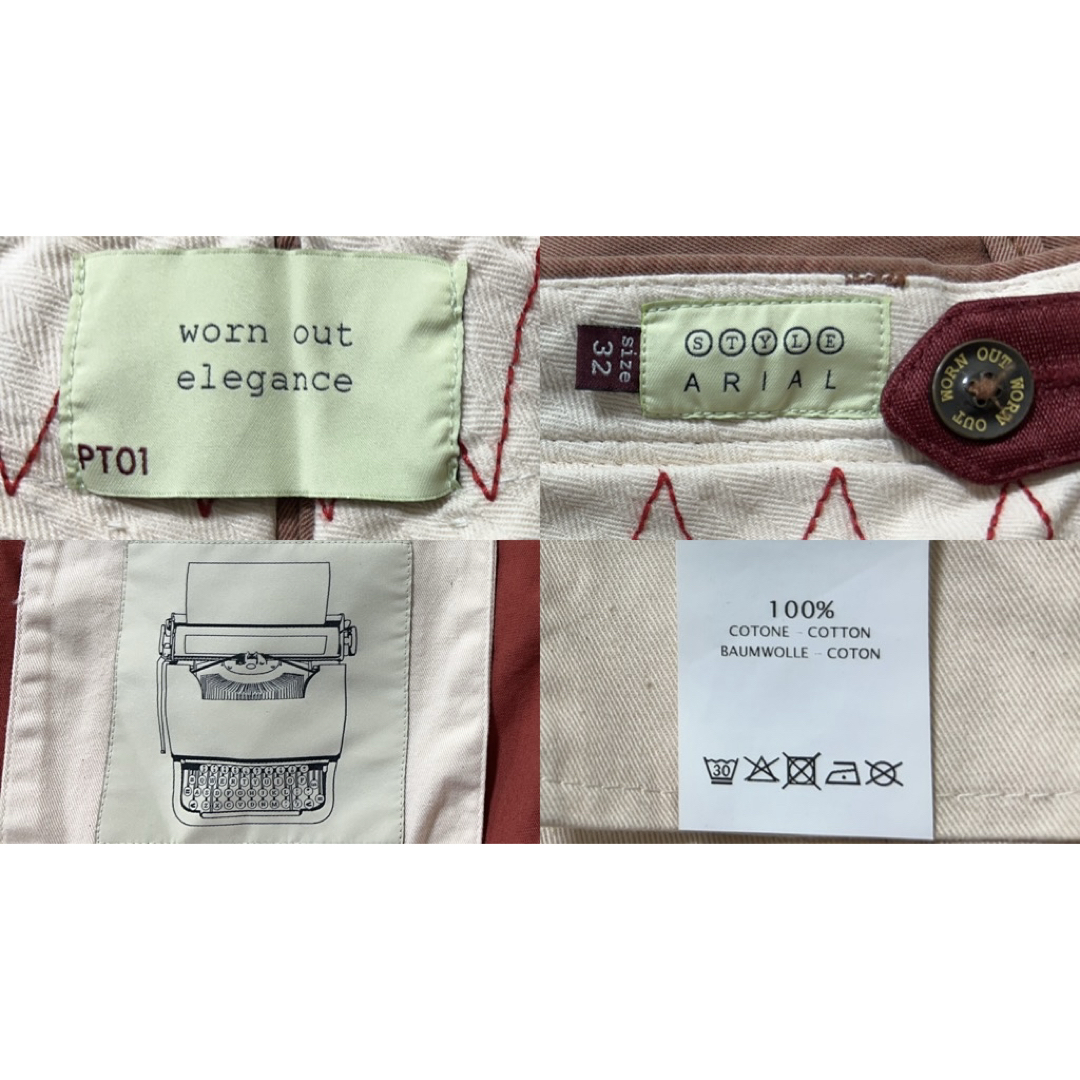 worn out
elegance
PT01
size
32
STYLE
ARIAL
WORN OUT WORN OUT
100%
COTONE - COTTON
BAUMWOLLE - COTON
30